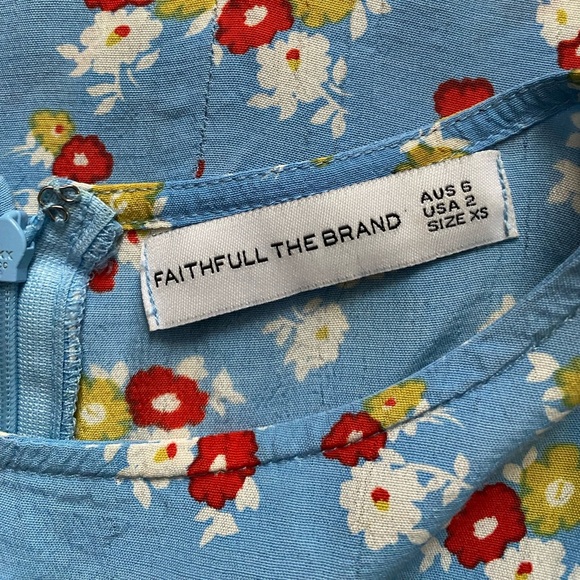 FAITHFULL THE BRAND
AUS 6
USA 2
SIZE XS